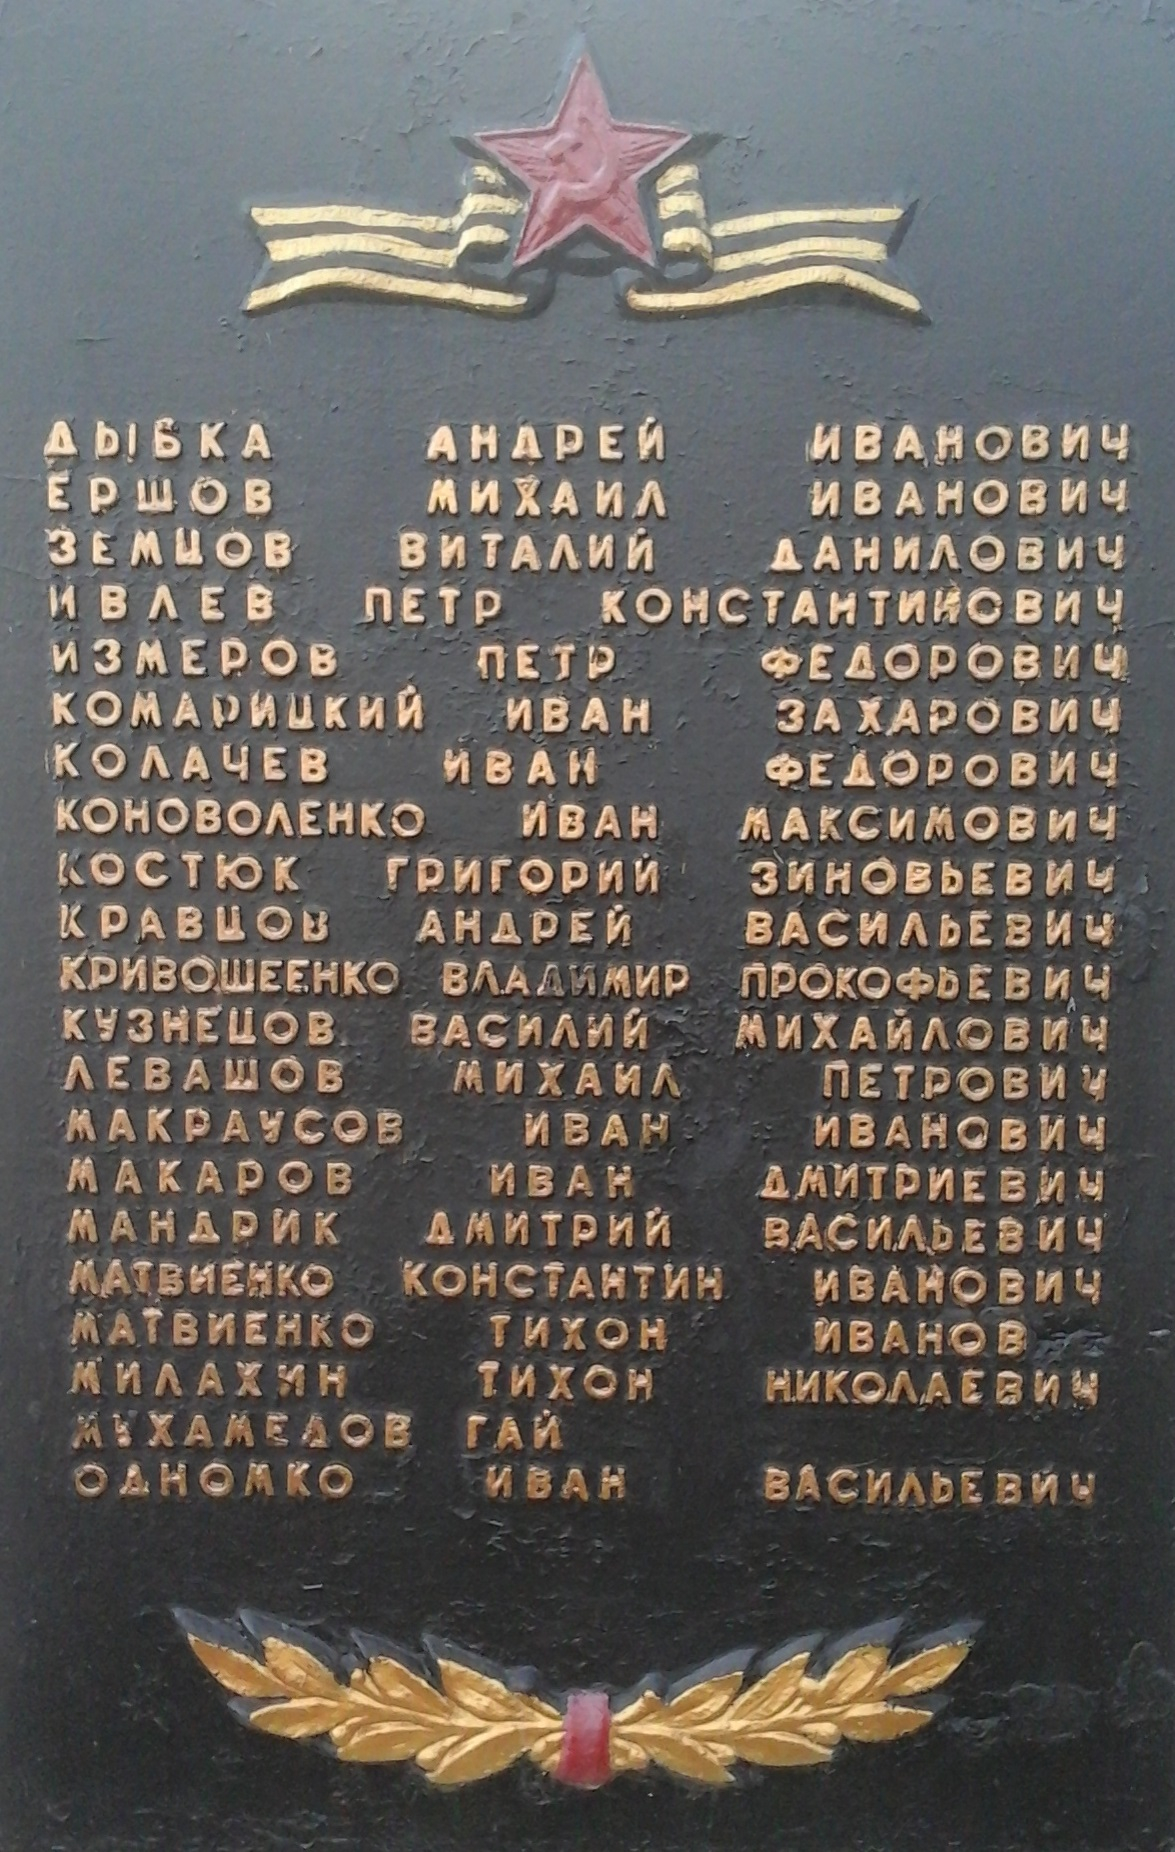 ДЫБКА АНДРЕЙ ИВАНОВИЧ
ЕРШОВ МИХАИЛ ИВАНОВИЧ
ЗЕМЦОВ ВИТАЛИЙ ДАНИЛОВИЧ
ИВЛЕВ ПЕТР КОНСТАНТИНОВИЧ
ИЗМЕРОВ ПЕТР ФЕДОРОВИЧ
КОМАРИЦКИЙ ИВАН ЗАХАРОВИЧ
КОЛАЧЕВ ИВАН ФЕДОРОВИЧ
КОНОВОЛЕНКО ИВАН МАКСИМОВИЧ
КОСТЮК ГРИГОРИЙ ЗИНОВЬЕВИЧ
КРАВЦОВ АНДРЕЙ ВАСИЛЬЕВИЧ
КРИВОШЕЕНКО ВЛАДИМИР ПРОКОФЬЕВИЧ
КУЗНЕЦОВ ВАСИЛИЙ МИХАЙЛОВИЧ
ЛЕВАШОВ МИХАИЛ ПЕТРОВИЧ
МАКРАУСОВ ИВАН ИВАНОВИЧ
МАКАРОВ ИВАН ДМИТРИЕВИЧ
МАНДРИК ДМИТРИЙ ВАСИЛЬЕВИЧ
МАТВИЕНКО КОНСТАНТИН ИВАНОВИЧ
МАТВИЕНКО ТИХОН ИВАНОВ
МИЛАХИН ТИХОН НИКОЛАЕВИЧ
МУХАМЕДОВ ГАЙ
ОДНОМКО ИВАН ВАСИЛЬЕВИЧ